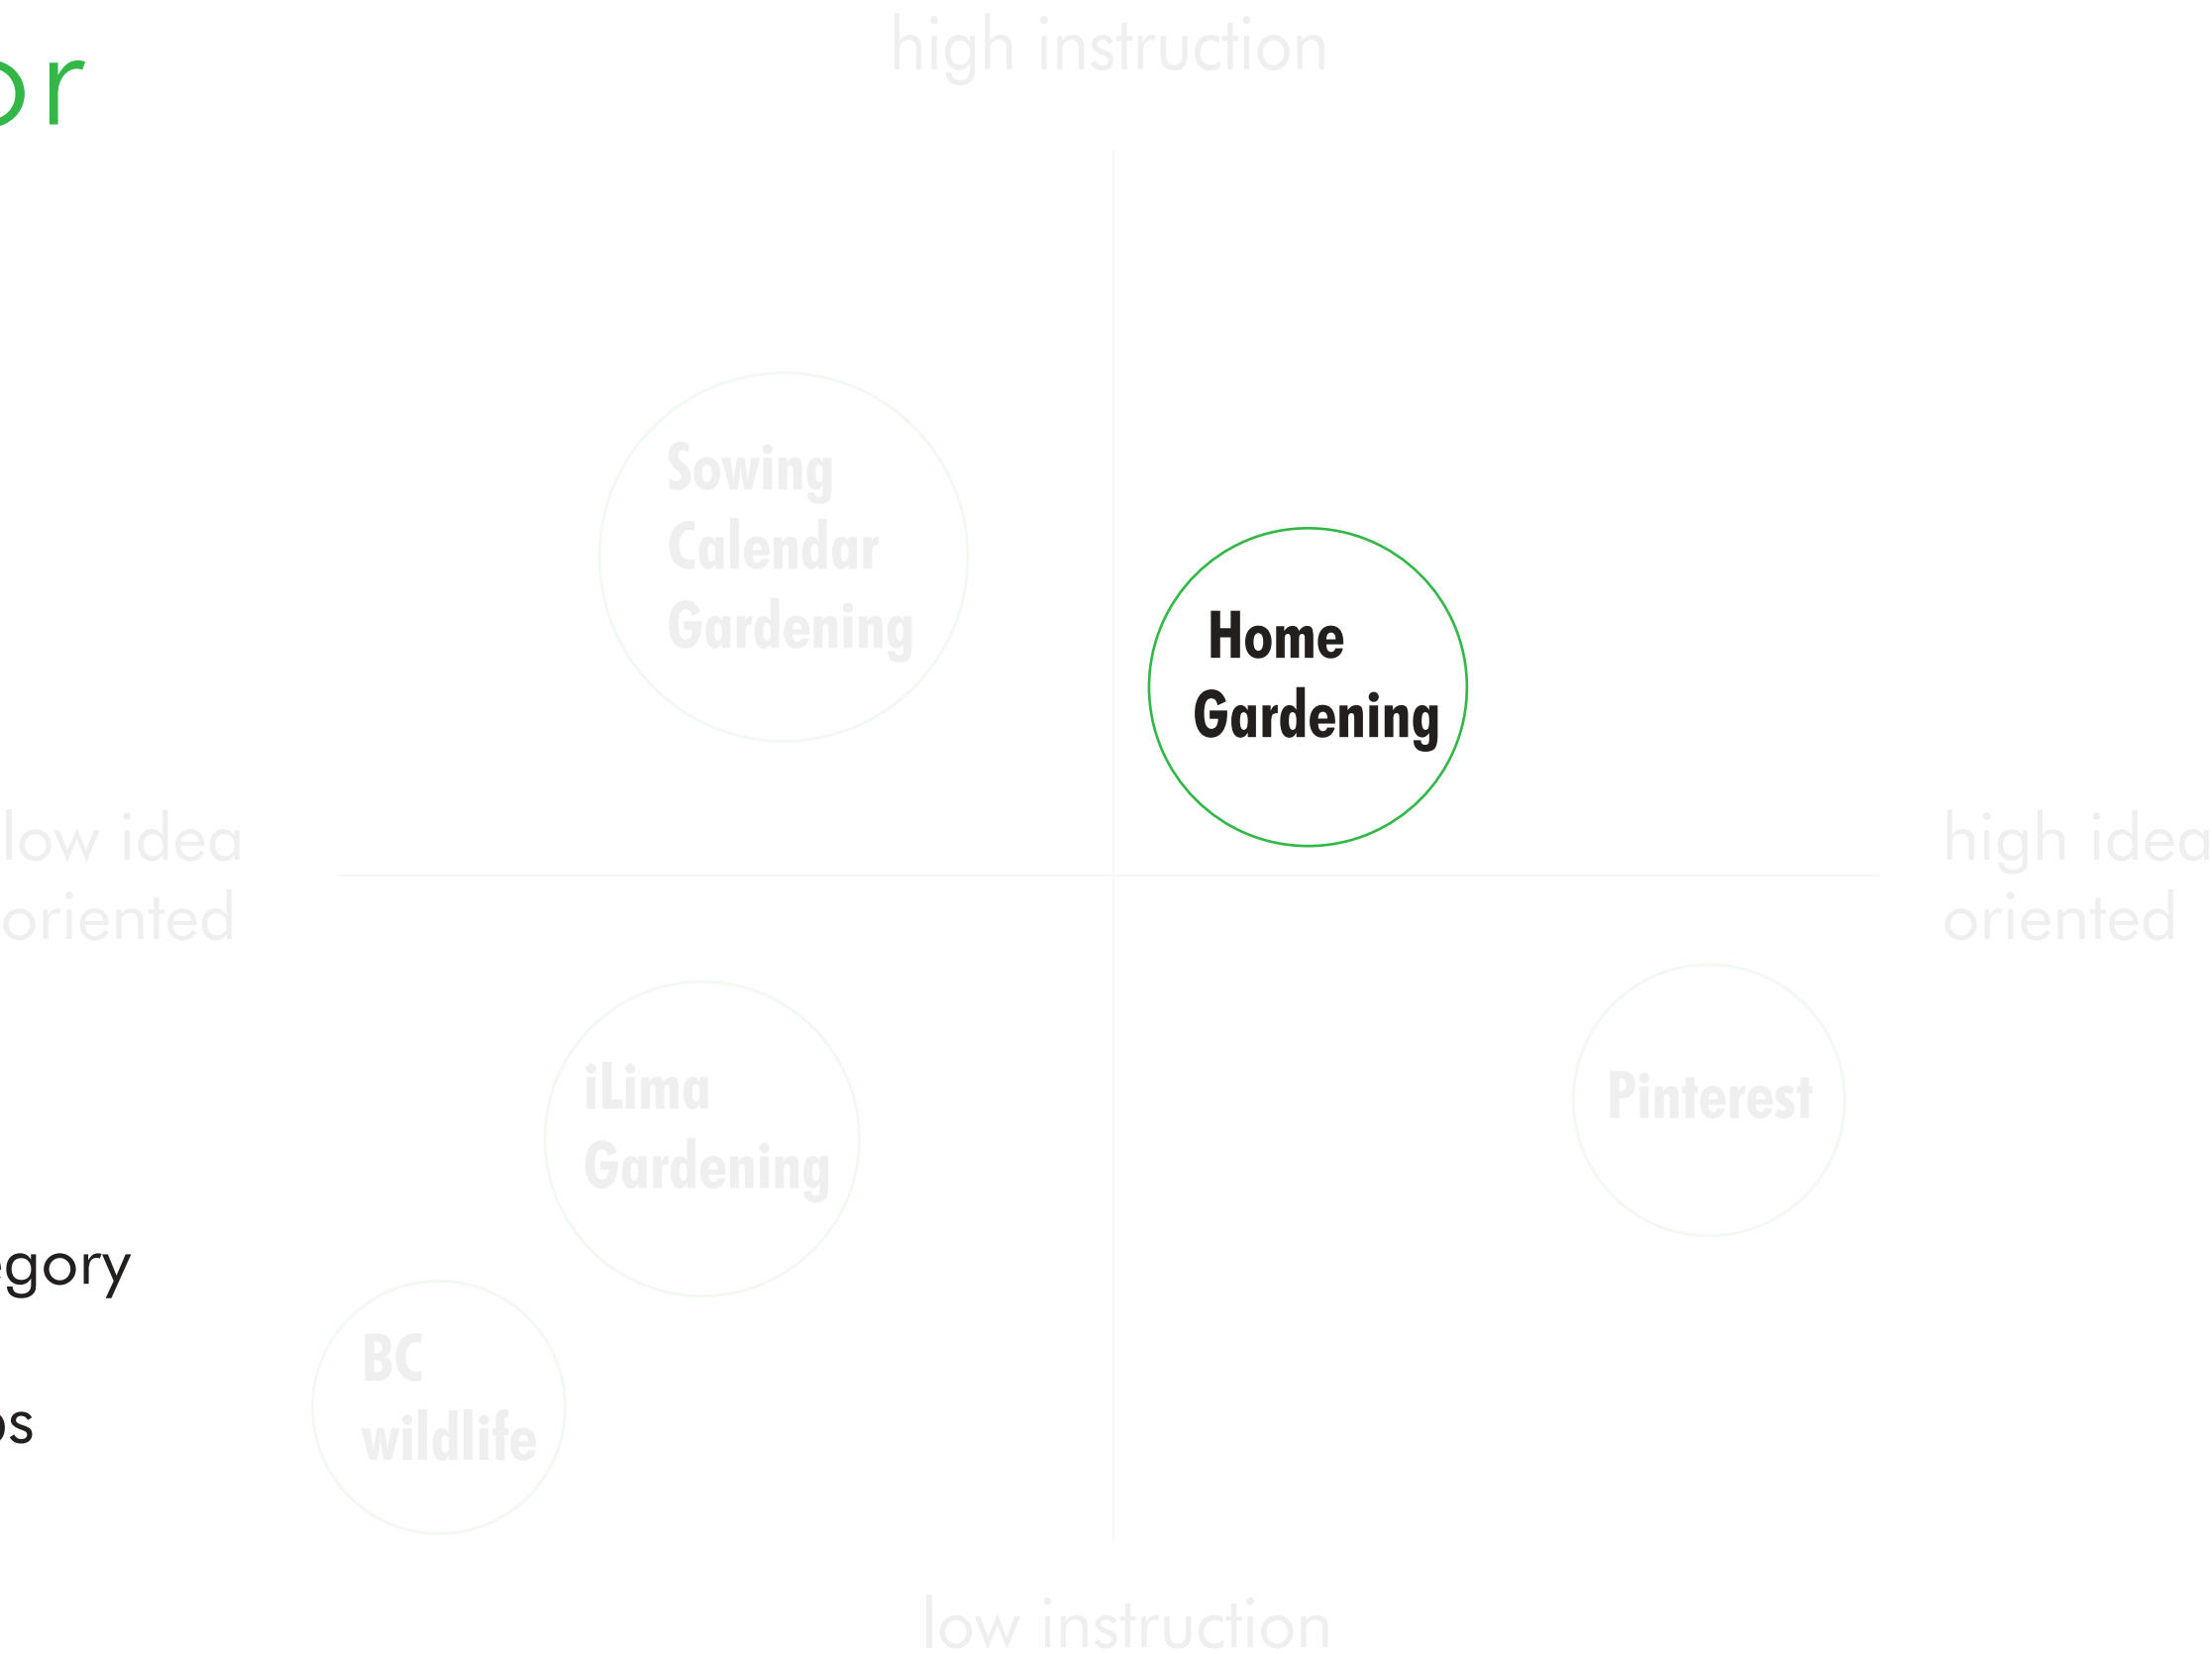 or
high instruction
Sowing
Calendar
Gardening
Home
Gardening
low idea
oriented
high idea
oriented
iLima
Gardening
Pinterest
BC
wildlife
egory
s
low instruction